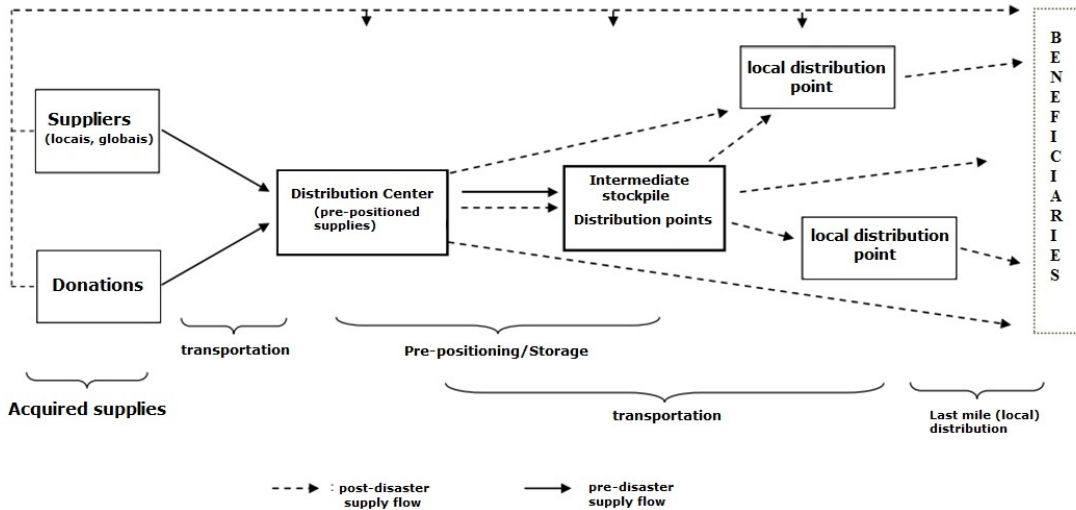 Suppliers
(locais, globais)
Donations
Distribution Center
(pre-positioned
supplies)
Intermediate
stockpile
Distribution points
local distribution
point
local distribution
point
BENEFICIARIES
transportation
Pre-positioning/Storage
Acquired supplies
transportation
Last mile (local)
distribution
: post-disaster
supply flow
pre-disaster
supply flow